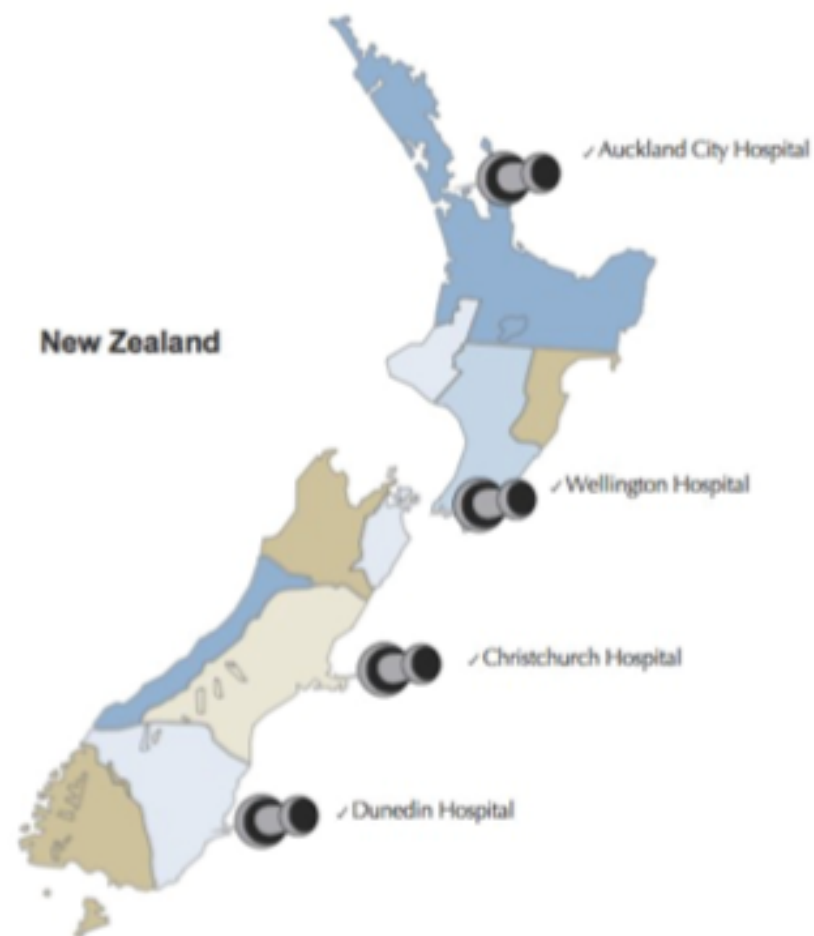 ✓ Auckland City Hospital
New Zealand
✓ Wellington Hospital
✓ Christchurch Hospital
✓ Dunedin Hospital